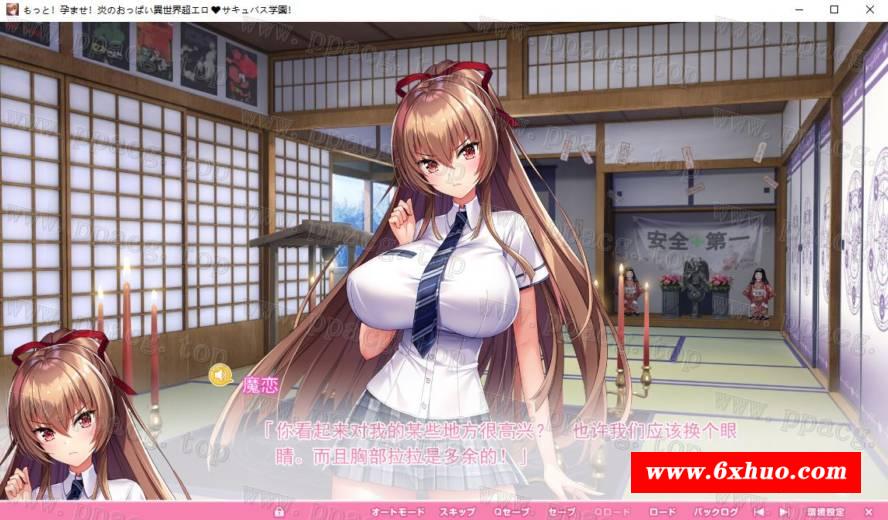 もっと！孕ませ！炎のおっぱい異世界超エロ♥サキュバス学園！
安全+第一
魔恋
「你看起来对我的某些地方很高兴？ 也许我们应该换个眼
睛。而且胸部拉拉是多余的！」
www.6xhuo.com
www.ppacg.top
オートモード スキップ Qセーブ セーブ Qロード ロード バックログ 環境設定